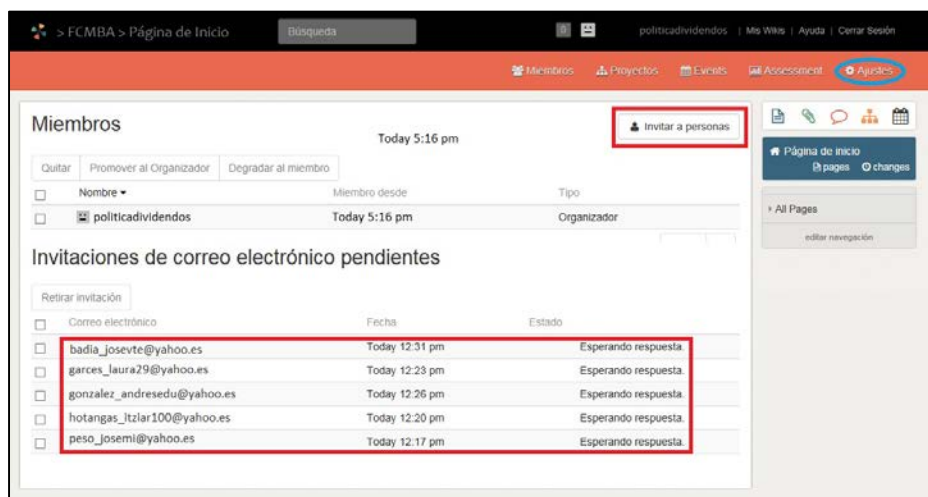 > FCMBA > Página de Inicio Búsqueda 0 politicadividendos | Mis Wikis | Ayuda | Cerrar Sesión
Miembros Proyectos Events Assessment Ajustes
Miembros Today 5:16 pm Invitar a personas
Quitar Promover al Organizador Degradar al miembro
Nombre Miembro desde Tipo
politicadividendos Today 5:16 pm Organizador
Invitaciones de correo electrónico pendientes
Retirar invitación
Correo electrónico Fecha Estado
badia_josevte@yahoo.es Today 12:31 pm Esperando respuesta.
garces_laura29@yahoo.es Today 12:23 pm Esperando respuesta.
gonzalez_andresedu@yahoo.es Today 12:26 pm Esperando respuesta.
hotangas_itziar100@yahoo.es Today 12:20 pm Esperando respuesta.
peso_josemi@yahoo.es Today 12:17 pm Esperando respuesta.
Página de inicio
pages changes
All Pages
editar navegación